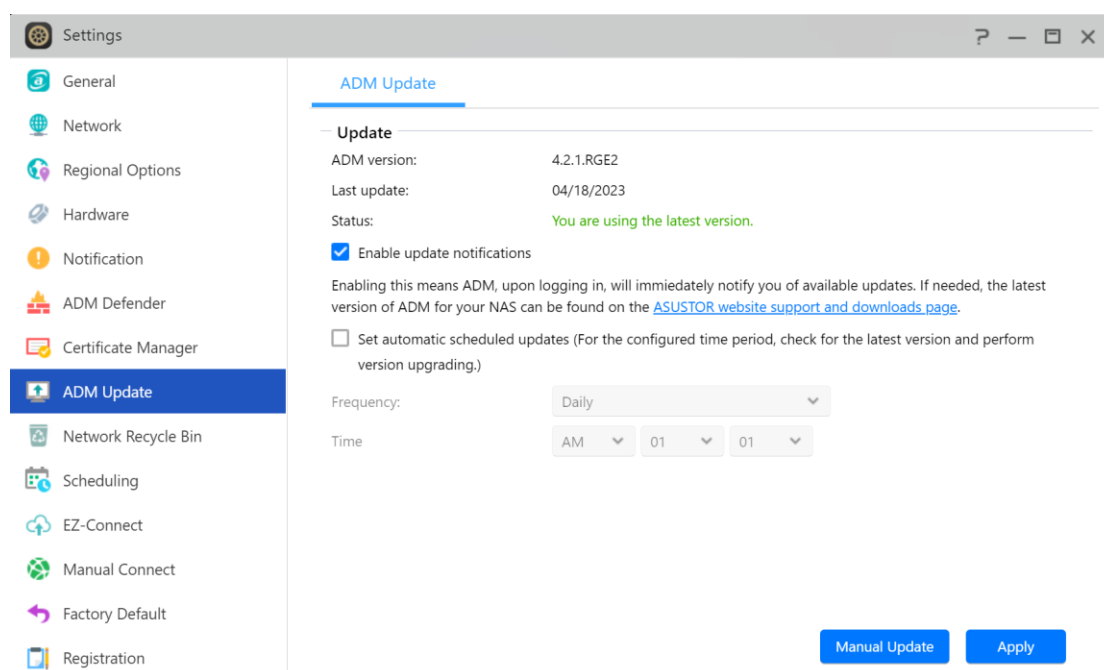 Settings
General
Network
Regional Options
Hardware
Notification
ADM Defender
Certificate Manager
ADM Update
Network Recycle Bin
Scheduling
EZ-Connect
Manual Connect
Factory Default
Registration
ADM Update
Update
ADM version: 4.2.1.RGE2
Last update: 04/18/2023
Status: You are using the latest version.
Enable update notifications
Enabling this means ADM, upon logging in, will immiedately notify you of available updates. If needed, the latest
version of ADM for your NAS can be found on the ASUSTOR website support and downloads page.
Set automatic scheduled updates (For the configured time period, check for the latest version and perform
version upgrading.)
Frequency: Daily
Time AM 01 01
Manual Update Apply